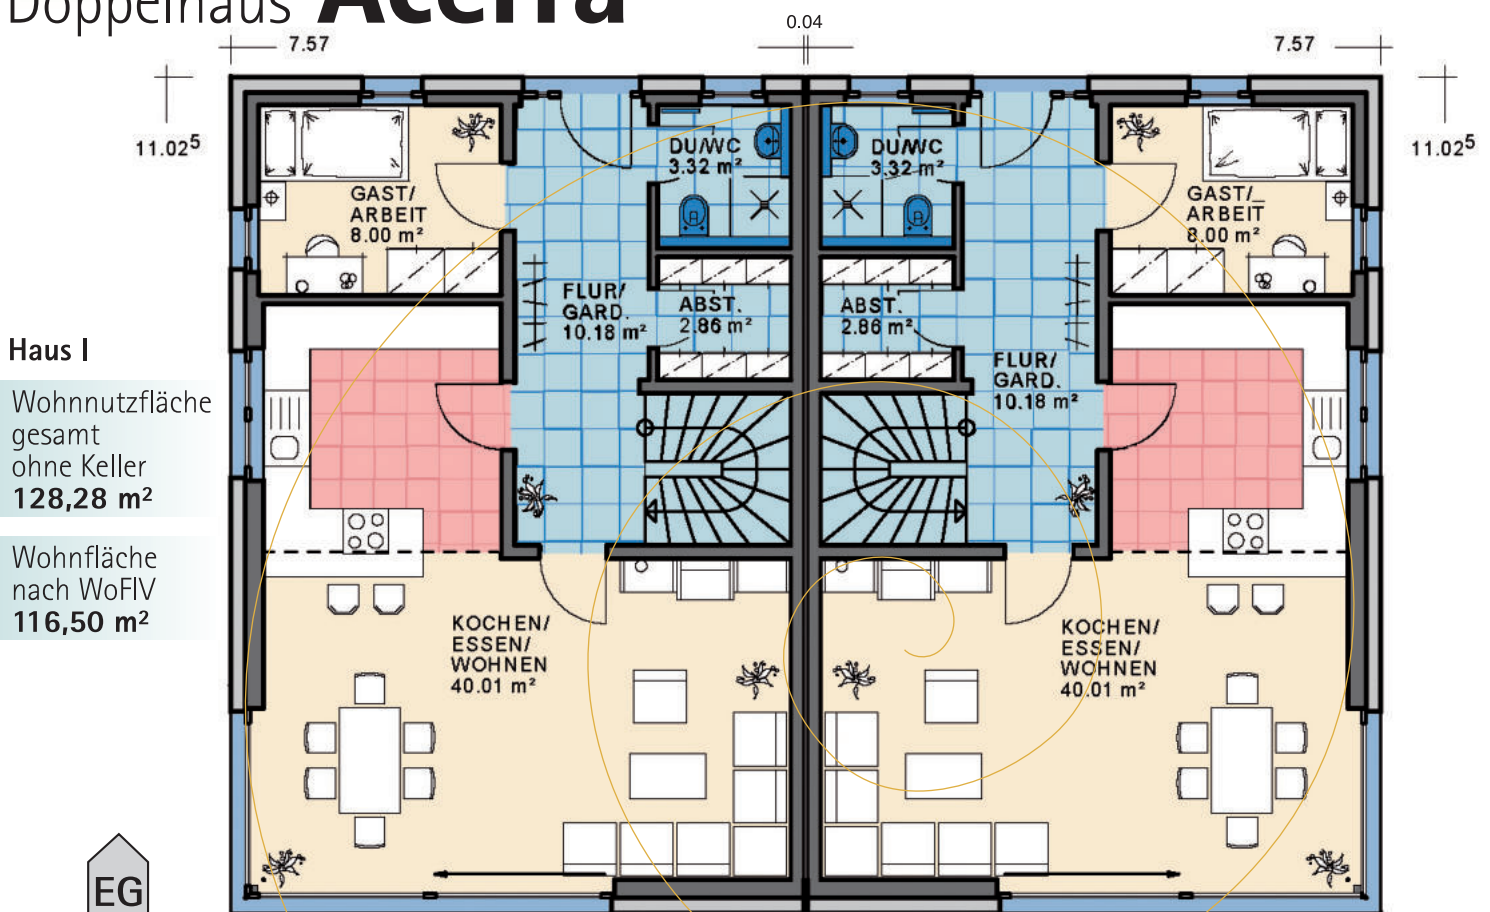 Doppelhaus Acerra
7.57
0.04
7.57
11.02⁵
11.02⁵
DU/WC
3.32 m²
DU/WC
3.32 m²
GAST/
ARBEIT
8.00 m²
GAST/
ARBEIT
8.00 m²
FLUR/
GARD.
10.18 m²
ABST.
2.86 m²
ABST.
2.86 m²
FLUR/
GARD.
10.18 m²
Haus I
Wohnnutzfläche
gesamt
ohne Keller
128,28 m²
Wohnfläche
nach WoFIV
116,50 m²
KOCHEN/
ESSEN/
WOHNEN
40.01 m²
KOCHEN/
ESSEN/
WOHNEN
40.01 m²
EG